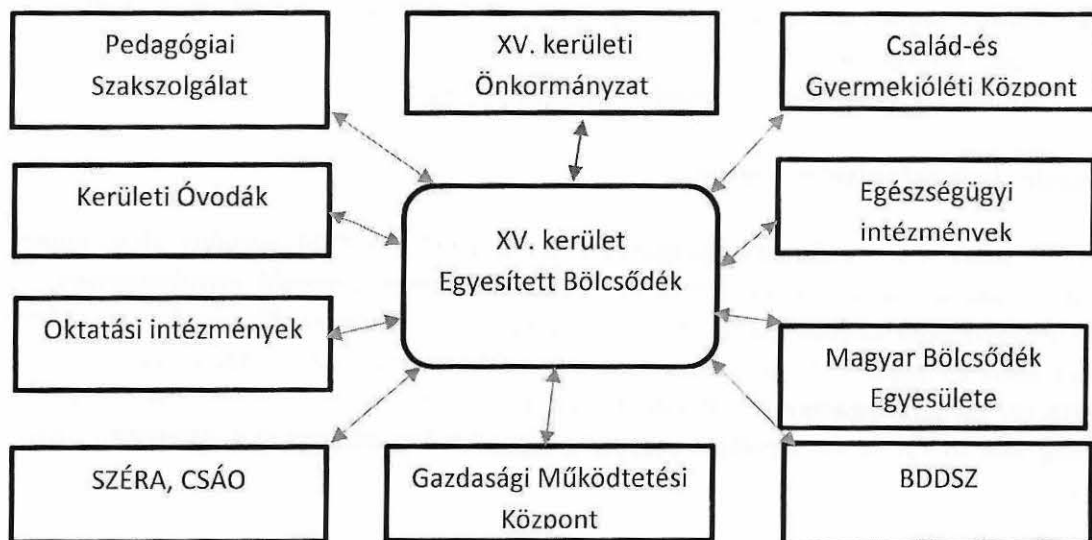 Pedagógiai
Szakszolgálat
XV. kerületi
Önkormányzat
Család-és
Gyermekjóléti Központ
Kerületi Óvodák
XV. kerület
Egyesített Bölcsődék
Egészségügyi
intézmények
Oktatási intézmények
Magyar Bölcsődék
Egyesülete
SZÉRA, CSÁO
Gazdasági Működtetési
Központ
BDDSZ